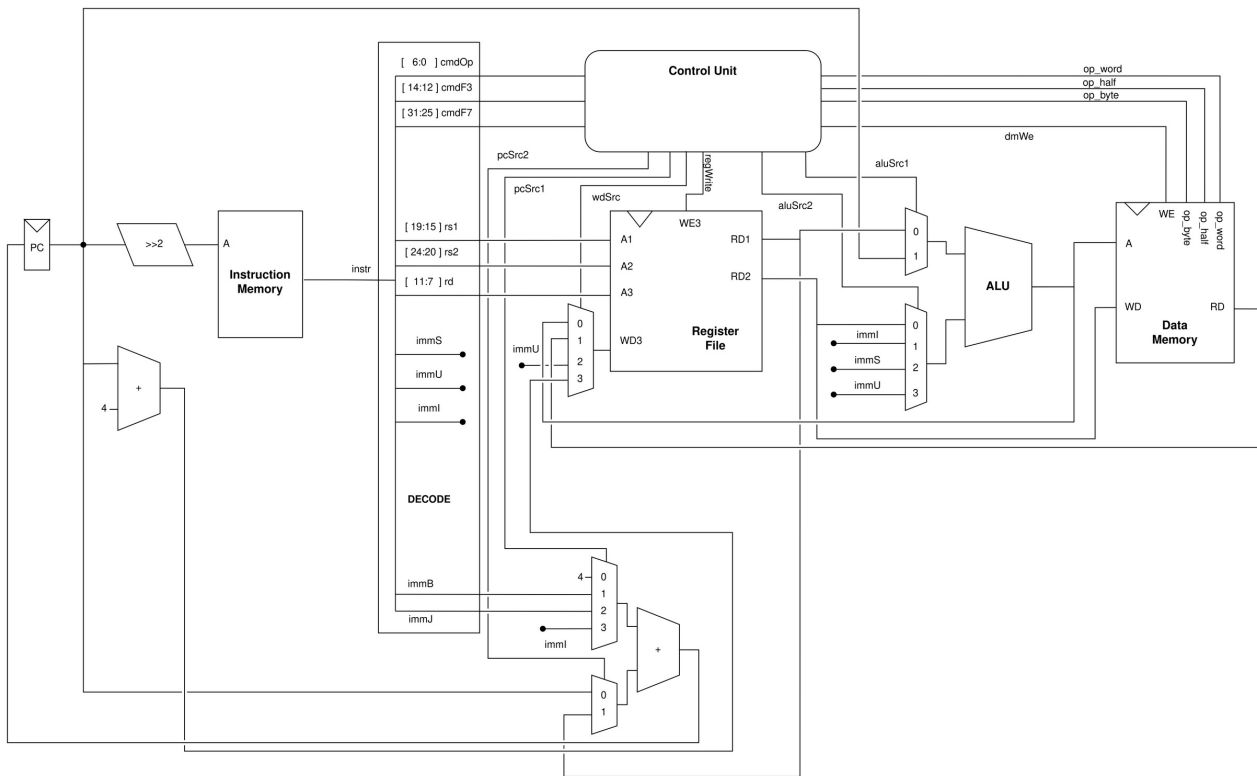 [ 6:0 ] cmdOp
[ 14:12 ] cmdF3
[ 31:25 ] cmdF7
Control Unit
op_word
op_half
op_byte
dmWe
pcSrc2
pcSrc1
wdSrc
regWrite
aluSrc2
aluSrc1
PC
>>2
A
Instruction
Memory
instr
[ 19:15 ] rs1
[ 24:20 ] rs2
[ 11:7 ] rd
WE3
A1
A2
A3
WD3
RD1
RD2
Register
File
0
1
2
3
immU
0
1
ALU
0
1
2
3
immI
immS
immU
WE
op_byte
op_half
op_word
A
WD
RD
Data
Memory
immS
immU
immI
+
4
DECODE
immB
immJ
4
0
1
2
3
immI
+
0
1